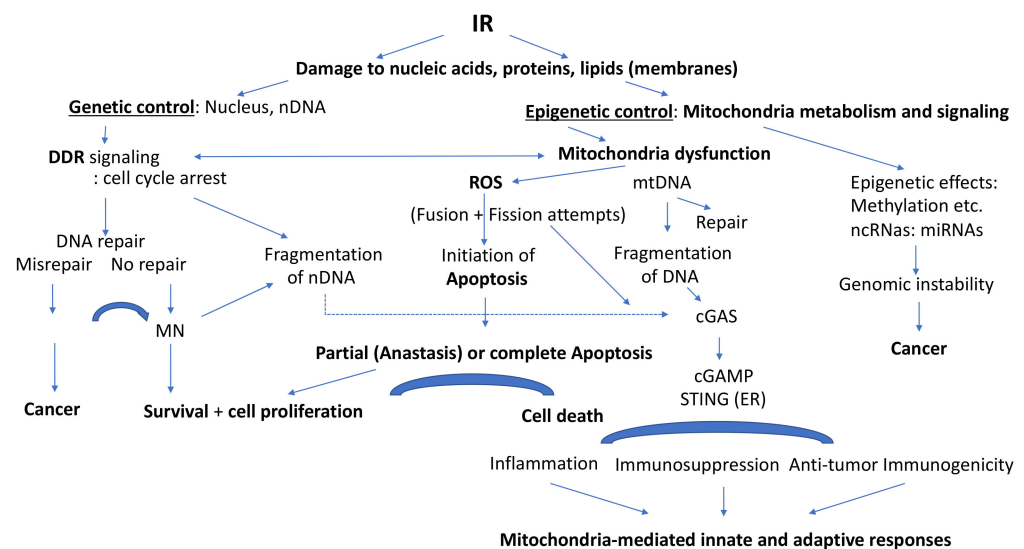 IR
Damage to nucleic acids, proteins, lipids (membranes)
Genetic control: Nucleus, nDNA
Epigenetic control: Mitochondria metabolism and signaling
DDR signaling
: cell cycle arrest
Mitochondria dysfunction
ROS
mtDNA
Epigenetic effects:
Methylation etc.
ncRNAs: miRNAs
(Fusion + Fission attempts)
Repair
DNA repair
Misrepair No repair
Fragmentation
of nDNA
Initiation of
Apoptosis
Fragmentation
of DNA
Genomic instability
MN
cGAS
Cancer
Partial (Anastasis) or complete Apoptosis
cGAMP
STING (ER)
Cancer
Survival + cell proliferation
Cell death
Inflammation Immunosuppression Anti-tumor Immunogenicity
Mitochondria-mediated innate and adaptive responses